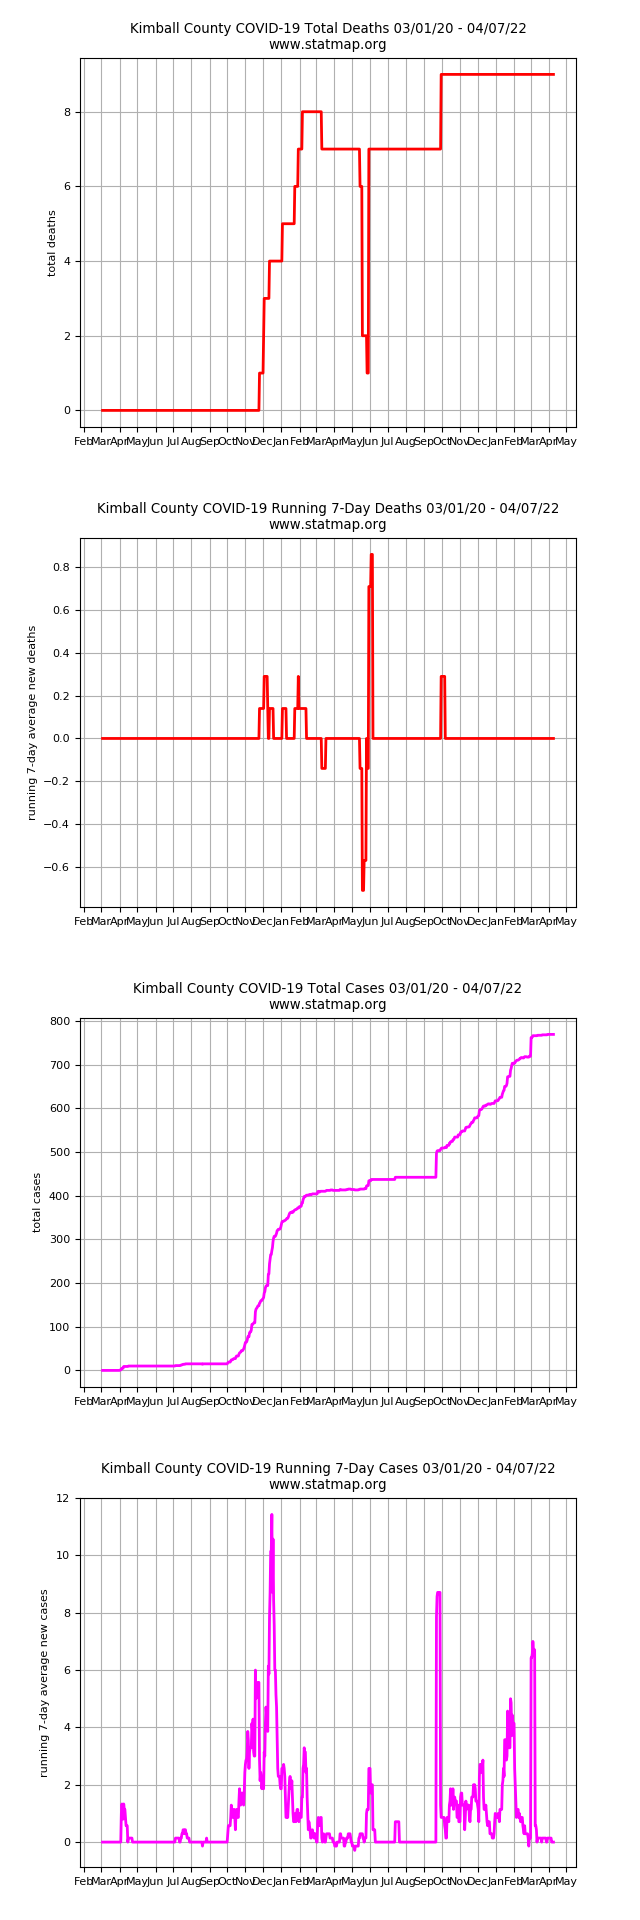 Kimball County COVID-19 Total Deaths 03/01/20 - 04/07/22
www.statmap.org
total deaths
8
6
4
2
0
Feb Mar Apr May Jun Jul Aug Sep Oct Nov Dec Jan Feb Mar Apr May Jun Jul Aug Sep Oct Nov Dec Jan Feb Mar Apr May
Kimball County COVID-19 Running 7-Day Deaths 03/01/20 - 04/07/22
www.statmap.org
running 7-day average new deaths
0.8
0.6
0.4
0.2
0.0
−0.2
−0.4
−0.6
Feb Mar Apr May Jun Jul Aug Sep Oct Nov Dec Jan Feb Mar Apr May Jun Jul Aug Sep Oct Nov Dec Jan Feb Mar Apr May
Kimball County COVID-19 Total Cases 03/01/20 - 04/07/22
www.statmap.org
total cases
800
700
600
500
400
300
200
100
0
Feb Mar Apr May Jun Jul Aug Sep Oct Nov Dec Jan Feb Mar Apr May Jun Jul Aug Sep Oct Nov Dec Jan Feb Mar Apr May
Kimball County COVID-19 Running 7-Day Cases 03/01/20 - 04/07/22
www.statmap.org
running 7-day average new cases
12
10
8
6
4
2
0
Feb Mar Apr May Jun Jul Aug Sep Oct Nov Dec Jan Feb Mar Apr May Jun Jul Aug Sep Oct Nov Dec Jan Feb Mar Apr May